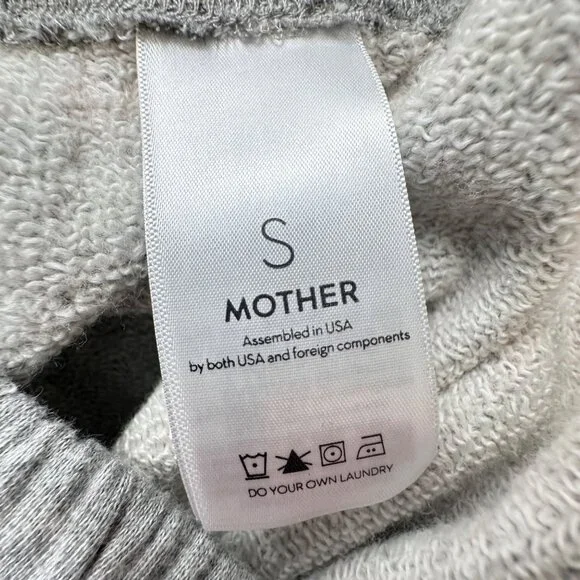 S
MOTHER
Assembled in USA
by both USA and foreign components
DO YOUR OWN LAUNDRY